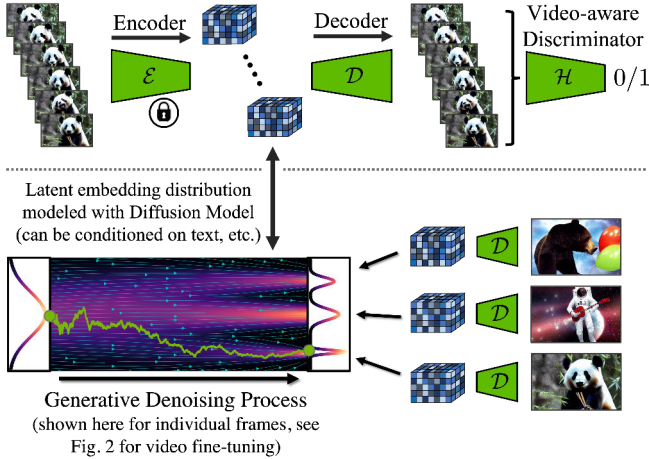 Encoder
Decoder
Video-aware
Discriminator
ℰ
𝒟
ℋ
0/1
Latent embedding distribution
modeled with Diffusion Model
(can be conditioned on text, etc.)
𝒟
𝒟
𝒟
Generative Denoising Process
(shown here for individual frames, see
Fig. 2 for video fine-tuning)